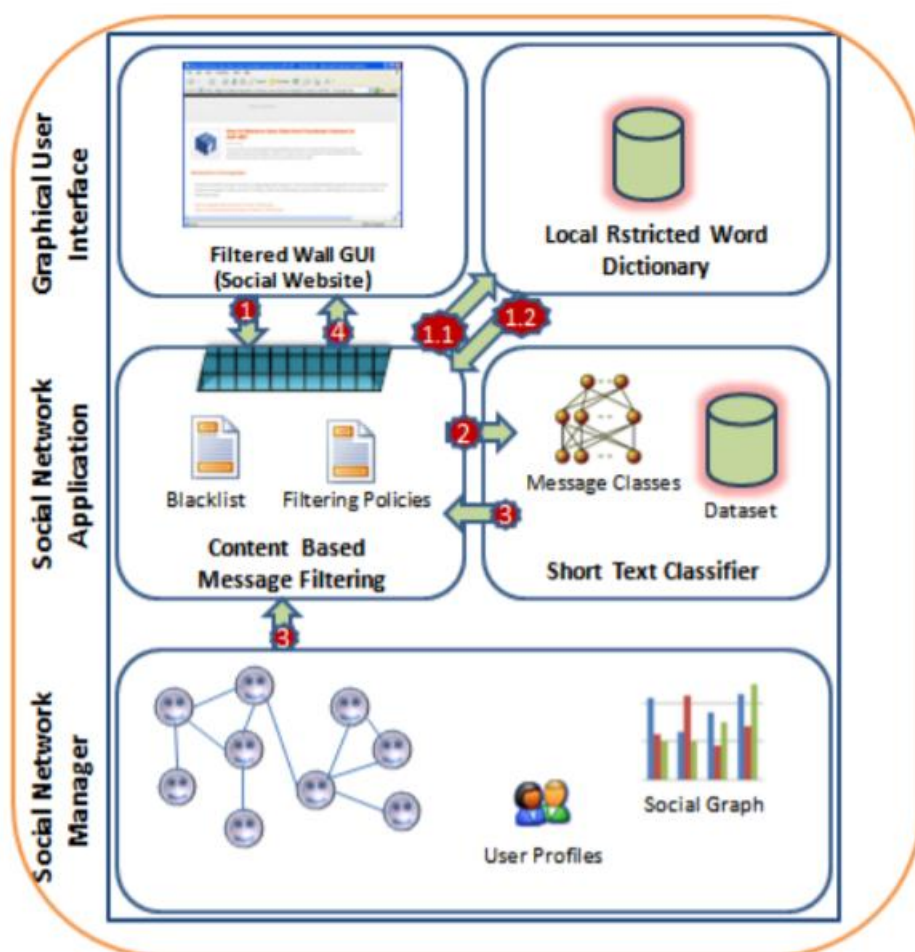 Graphical User
Interface
Filtered Wall GUI
(Social Website)
Local Rstricted Word
Dictionary
1
4
1.1
1.2
Social Network
Application
Blacklist
Filtering Policies
Content Based
Message Filtering
2
3
Message Classes
Dataset
Short Text Classifier
3
Social Network
Manager
User Profiles
Social Graph